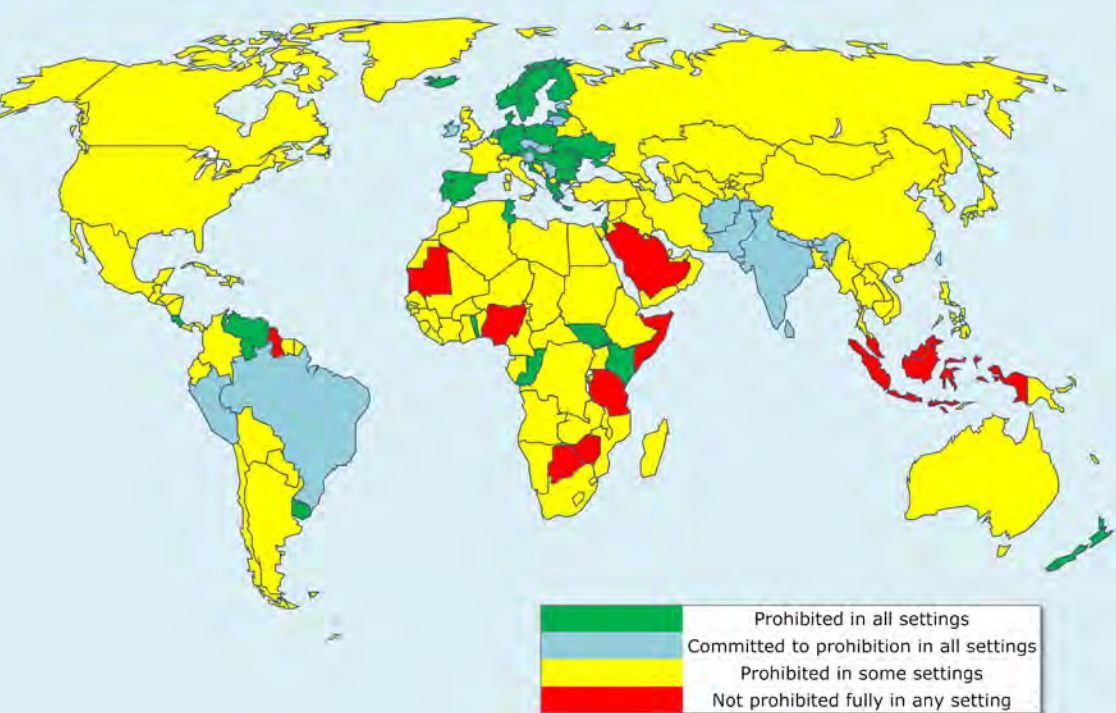 Prohibited in all settings
Committed to prohibition in all settings
Prohibited in some settings
Not prohibited fully in any setting